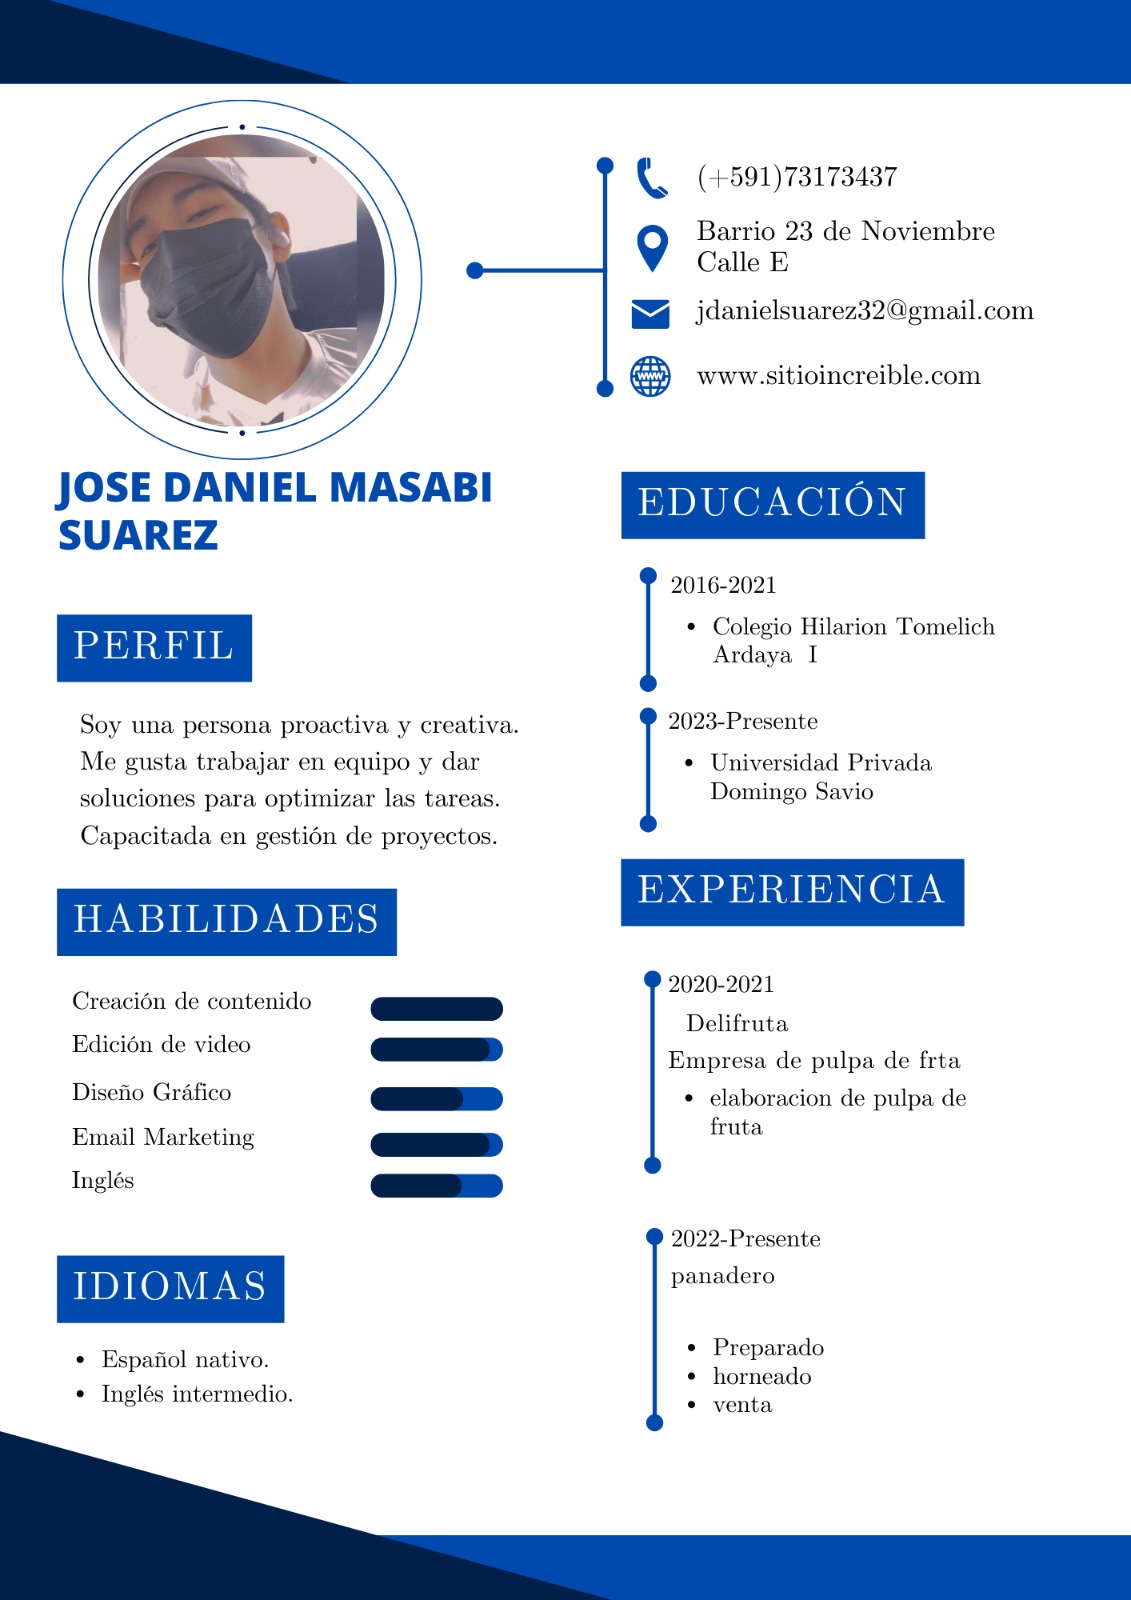 (+591)73173437
Barrio 23 de Noviembre
Calle E
jdanielsuarez32@gmail.com
www.sitioincreible.com
JOSE DANIEL MASABI
SUAREZ
PERFIL
Soy una persona proactiva y creativa.
Me gusta trabajar en equipo y dar
soluciones para optimizar las tareas.
Capacitada en gestión de proyectos.
HABILIDADES
Creación de contenido
Edición de video
Diseño Gráfico
Email Marketing
Inglés
IDIOMAS
• Español nativo.
• Inglés intermedio.
EDUCACIÓN
2016-2021
• Colegio Hilarion Tomelich
Ardaya I
2023-Presente
• Universidad Privada
Domingo Savio
EXPERIENCIA
2020-2021
Delifruta
Empresa de pulpa de frta
• elaboracion de pulpa de
fruta
2022-Presente
panadero
• Preparado
• horneado
• venta